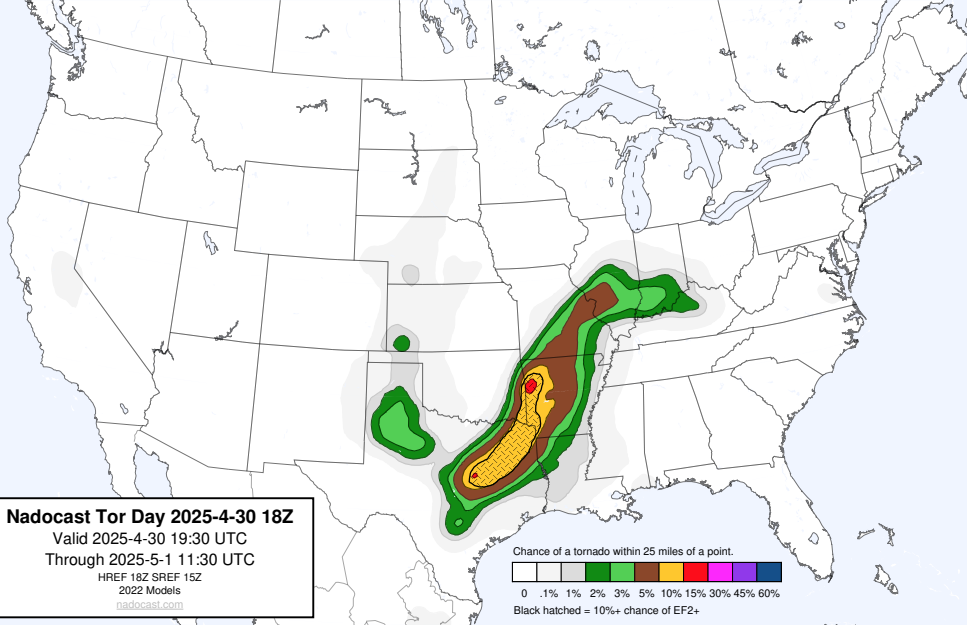 Nadocast Tor Day 2025-4-30 18Z
Valid 2025-4-30 19:30 UTC
Through 2025-5-1 11:30 UTC
HREF 18Z SREF 15Z
2022 Models
nadocast.com
Chance of a tornado within 25 miles of a point.
0 .1% 1% 2% 3% 5% 10% 15% 30% 45% 60%
Black hatched = 10%+ chance of EF2+